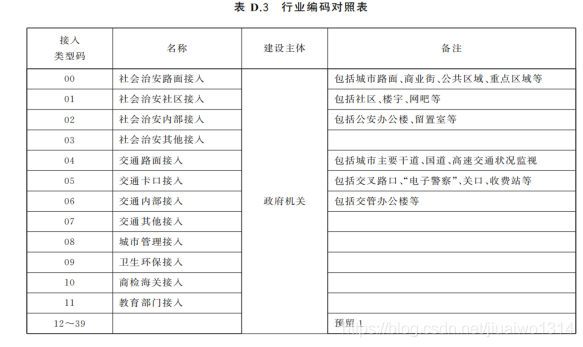 表 D.3 行业编码对照表
接入
类型码 名称 建设主体 备注
00 社会治安路面接入 包括城市路面、商业街、公共区域、重点区域等
01 社会治安社区接入 包括社区、楼宇、网吧等
02 社会治安内部接入 包括公安办公楼、留置室等
03 社会治安其他接入
04 交通路面接入 包括城市主要干道、国道、高速交通状况监视
05 交通卡口接入 包括交叉路口、“电子警察”、关口、收费站等
06 交通内部接入 政府机关 包括交管办公楼等
07 交通其他接入
08 城市管理接入
09 卫生环保接入
10 商检海关接入
11 教育部门接入
12～39 预留1
https://blog.csdn.net/jiuaiwo1314